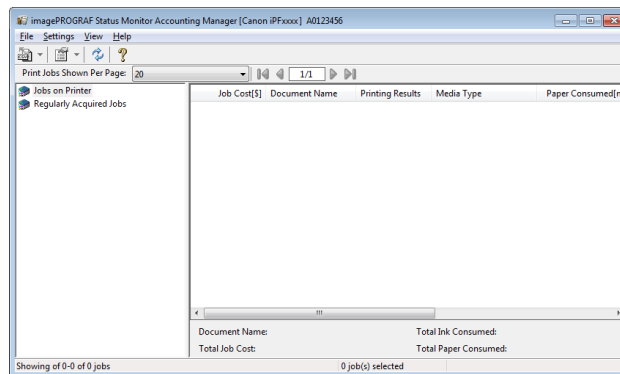 imagePROGRAF Status Monitor Accounting Manager [Canon iPFxxxx] A0123456
File Settings View Help
Print Jobs Shown Per Page: 20 1/1
Jobs on Printer
Regularly Acquired Jobs
Job Cost[$] Document Name Printing Results Media Type Paper Consumed[m
Document Name: Total Ink Consumed:
Total Job Cost: Total Paper Consumed:
Showing of 0-0 of 0 jobs 0 job(s) selected